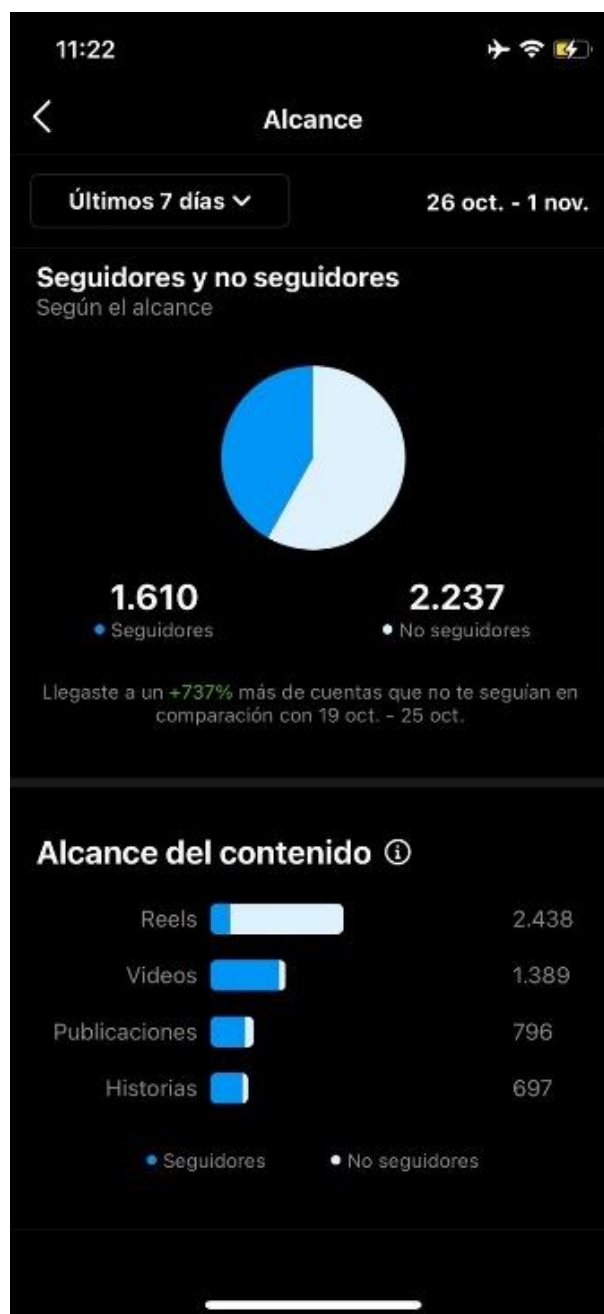 11:22
Alcance
Últimos 7 días
26 oct. - 1 nov.
Seguidores y no seguidores
Según el alcance
1.610
2.237
Seguidores
No seguidores
Llegaste a un +737% más de cuentas que no te seguían en
comparación con 19 oct. – 25 oct.
Alcance del contenido
Reels 2.438
Videos 1.389
Publicaciones 796
Historias 697
Seguidores
No seguidores